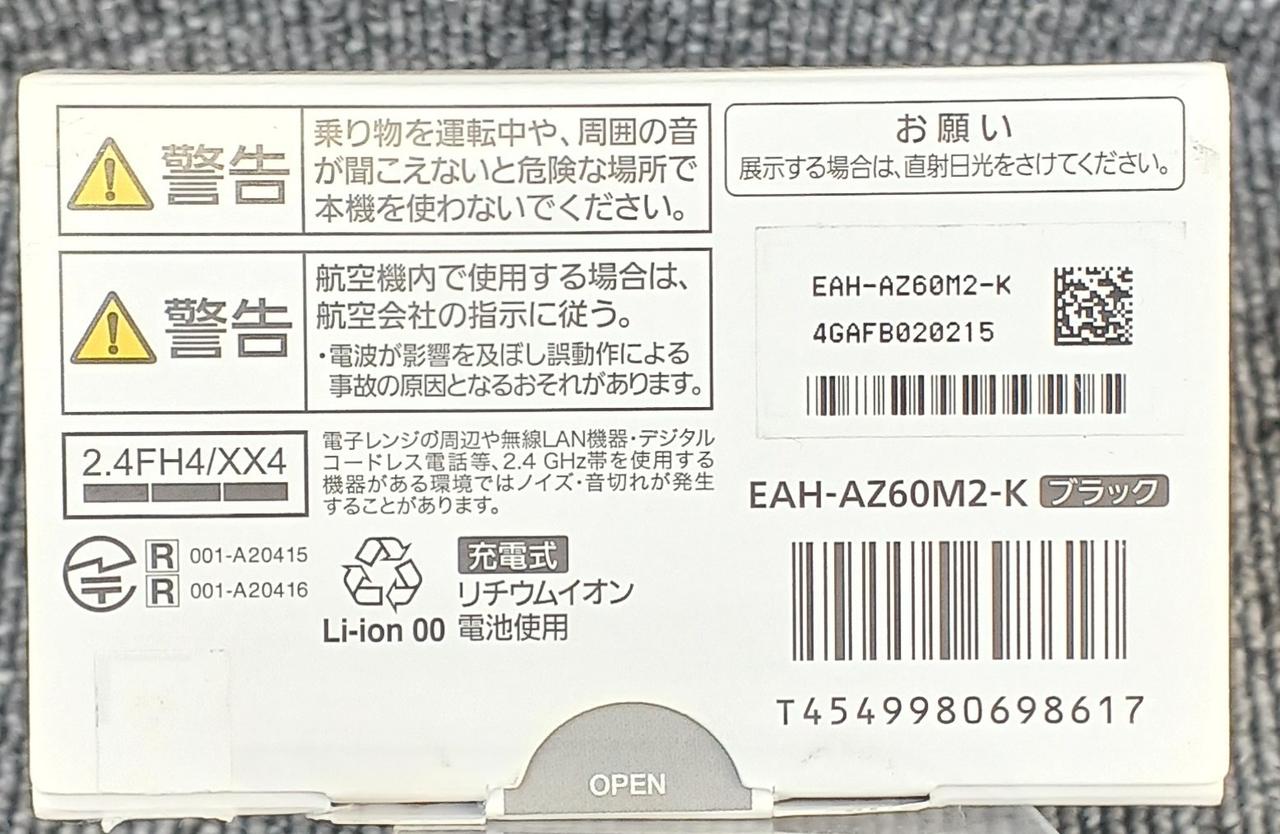 警告
乗り物を運転中や、周囲の音
が聞こえないと危険な場所で
本機を使わないでください。
警告
航空機内で使用する場合は、
航空会社の指示に従う。
・電波が影響を及ぼし誤動作による
事故の原因となるおそれがあります。
2.4FH4/XX4
電子レンジの周辺や無線LAN機器・デジタル
コードレス電話等、2.4 GHz帯を使用する
機器がある環境ではノイズ・音切れが発生
することがあります。
R 001-A20415
R 001-A20416
Li-ion 00
充電式
リチウムイオン
電池使用
お願い
展示する場合は、直射日光をさけてください。
EAH-AZ60M2-K
4GAFB020215
EAH-AZ60M2-K ブラック
T4549980698617
OPEN